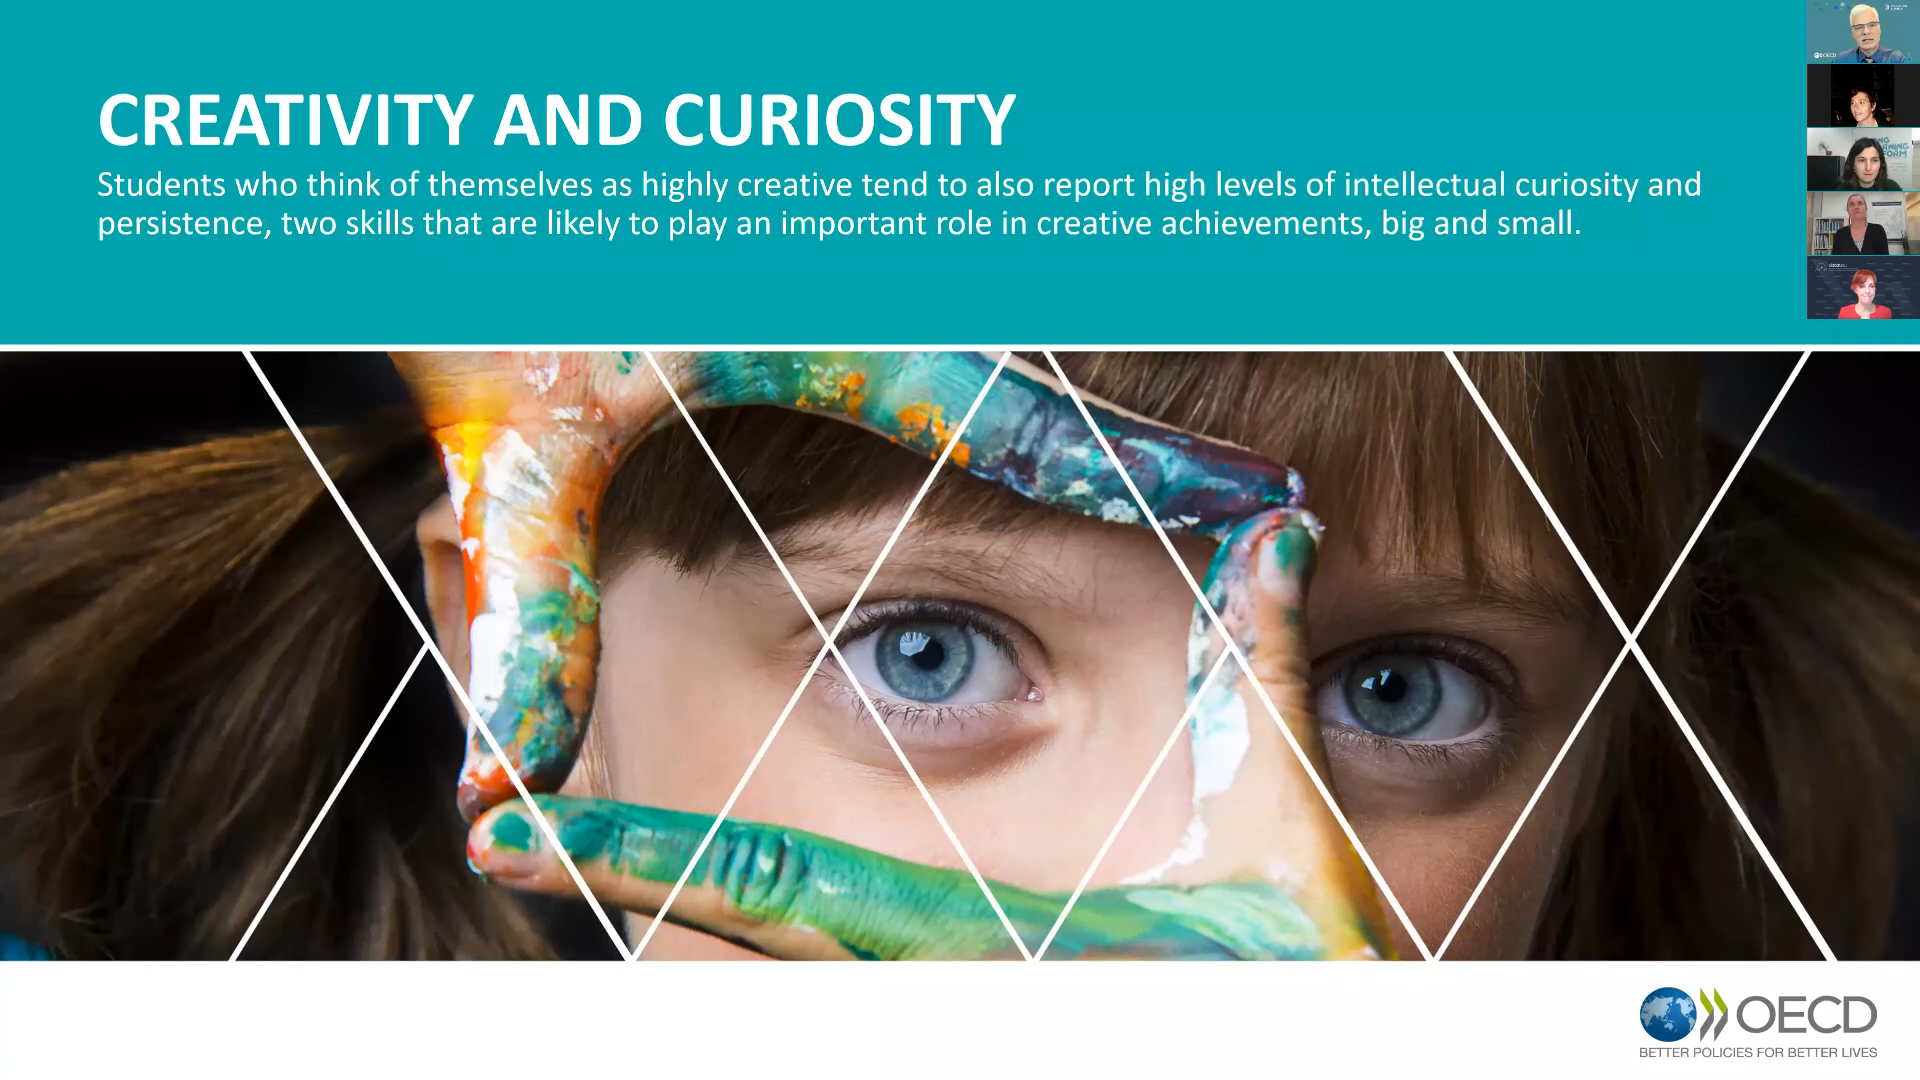 CREATIVITY AND CURIOSITY
Students who think of themselves as highly creative tend to also report high levels of intellectual curiosity and
persistence, two skills that are likely to play an important role in creative achievements, big and small.
OECD
OECD
BETTER POLICIES FOR BETTER LIVES